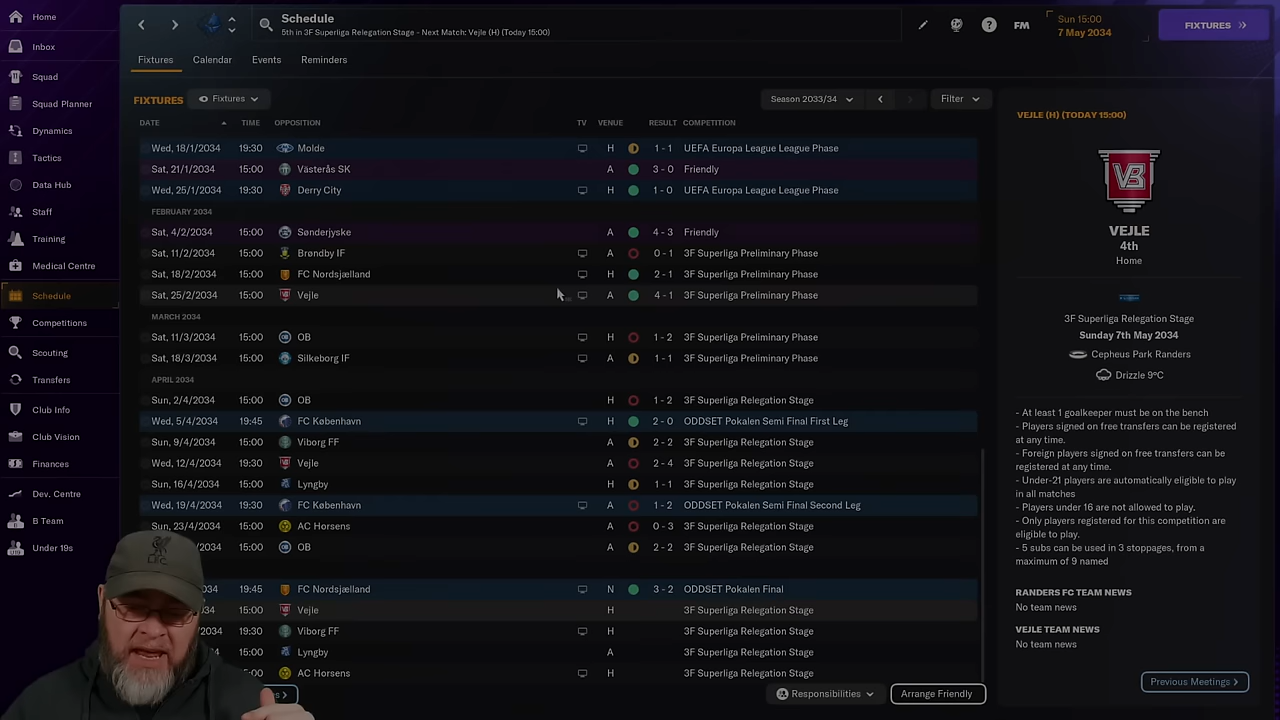 Home
Schedule
5th in 3F Superliga Relegation Stage - Next Match: Vejle (H) (Today 15:00)
FM
Sun 15:00
7 May 2034
FIXTURES
Inbox
Squad
Squad Planner
Dynamics
Tactics
Data Hub
Staff
Training
Medical Centre
Schedule
Competitions
Scouting
Transfers
Club Info
Club Vision
Finances
Dev. Centre
B Team
Under 19s
Fixtures Calendar Events Reminders
FIXTURES Fixtures Season 2033/34 Filter
DATE TIME OPPOSITION TV VENUE RESULT COMPETITION
Wed, 18/1/2034 19:30 Molde H 1 - 1 UEFA Europa League League Phase
Sat, 21/1/2034 15:00 Västerås SK A 3 - 0 Friendly
Wed, 25/1/2034 19:30 Derry City H 1 - 0 UEFA Europa League League Phase
FEBRUARY 2034
Sat, 4/2/2034 15:00 Sønderjyske A 4 - 3 Friendly
Sat, 11/2/2034 15:00 Brøndby IF A 0 - 1 3F Superliga Preliminary Phase
Sat, 18/2/2034 15:00 FC Nordsjælland H 2 - 1 3F Superliga Preliminary Phase
Sat, 25/2/2034 15:00 Vejle A 4 - 1 3F Superliga Preliminary Phase
MARCH 2034
Sat, 11/3/2034 15:00 OB H 1 - 2 3F Superliga Preliminary Phase
Sat, 18/3/2034 15:00 Silkeborg IF A 1 - 1 3F Superliga Preliminary Phase
APRIL 2034
Sun, 2/4/2034 15:00 OB H 1 - 2 3F Superliga Relegation Stage
Wed, 5/4/2034 19:45 FC København H 2 - 0 ODDSET Pokalen Semi Final First Leg
Sun, 9/4/2034 15:00 Viborg FF A 2 - 2 3F Superliga Relegation Stage
Wed, 12/4/2034 19:30 Vejle A 2 - 4 3F Superliga Relegation Stage
Sun, 16/4/2034 15:00 Lyngby H 1 - 1 3F Superliga Relegation Stage
Wed, 19/4/2034 19:30 FC København A 1 - 2 ODDSET Pokalen Semi Final Second Leg
Sun, 23/4/2034 15:00 AC Horsens A 0 - 3 3F Superliga Relegation Stage
/4/2034 15:00 OB A 2 - 2 3F Superliga Relegation Stage
2034 19:45 FC Nordsjælland N 3 - 2 ODDSET Pokalen Final
15:00 Vejle H 3F Superliga Relegation Stage
/2034 19:30 Viborg FF H 3F Superliga Relegation Stage
15:00 Lyngby A 3F Superliga Relegation Stage
AC Horsens H 3F Superliga Relegation Stage
Responsibilities Arrange Friendly
VEJLE (H) (TODAY 15:00)
VB
VEJLE
4th
Home
3F Superliga Relegation Stage
Sunday 7th May 2034
Cepheus Park Randers
Drizzle 9°C
- At least 1 goalkeeper must be on the bench
- Players signed on free transfers can be registered
at any time.
- Foreign players signed on free transfers can be
registered at any time.
- Under-21 players are automatically eligible to play
in all matches
- Players under 16 are not allowed to play.
- Only players registered for this competition are
eligible to play.
- 5 subs can be used in 3 stoppages, from a
maximum of 9 named
RANDERS FC TEAM NEWS
No team news
VEJLE TEAM NEWS
No team news
Previous Meetings